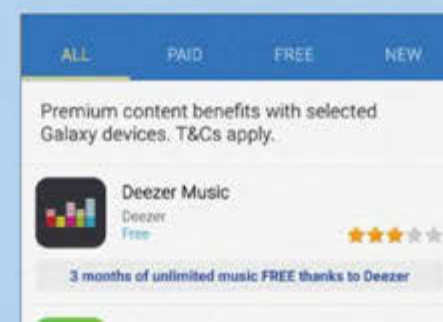 ALL PAID FREE NEW
Premium content benefits with selected
Galaxy devices. T&Cs apply.
Deezer Music
Deezer
Free
3 months of unlimited music FREE thanks to Deezer